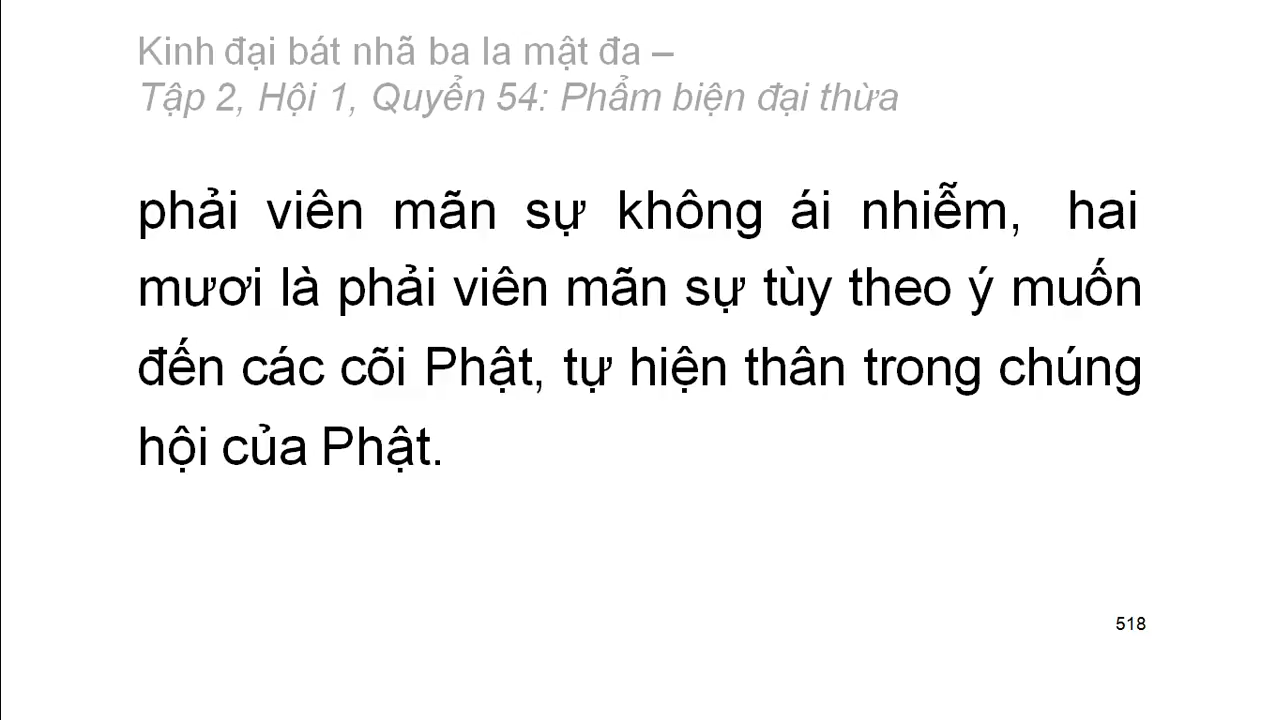 Kinh đại bát nhã ba la mật đa –
Tập 2, Hội 1, Quyển 54: Phẩm biện đại thừa
phải viên mãn sự không ái nhiễm, hai
mươi là phải viên mãn sự tùy theo ý muốn
đến các cõi Phật, tự hiện thân trong chúng
hội của Phật.
518